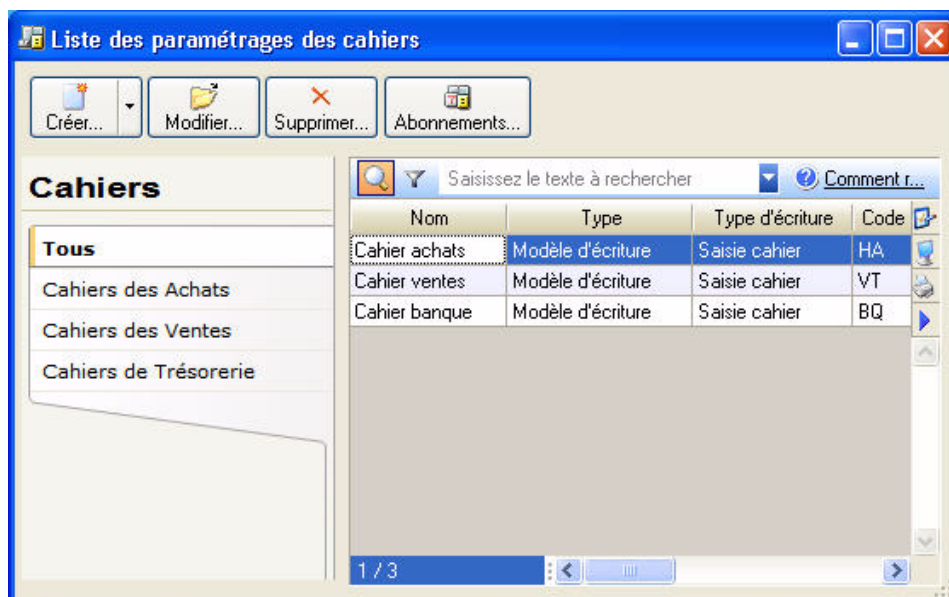 Liste des paramétrages des cahiers
Créer... Modifier... Supprimer... Abonnements...
Cahiers
Tous
Cahiers des Achats
Cahiers des Ventes
Cahiers de Trésorerie
Saisissez le texte à rechercher Comment r...
Nom Type Type d'écriture Code
Cahier achats Modèle d'écriture Saisie cahier HA
Cahier ventes Modèle d'écriture Saisie cahier VT
Cahier banque Modèle d'écriture Saisie cahier BQ
1 / 3